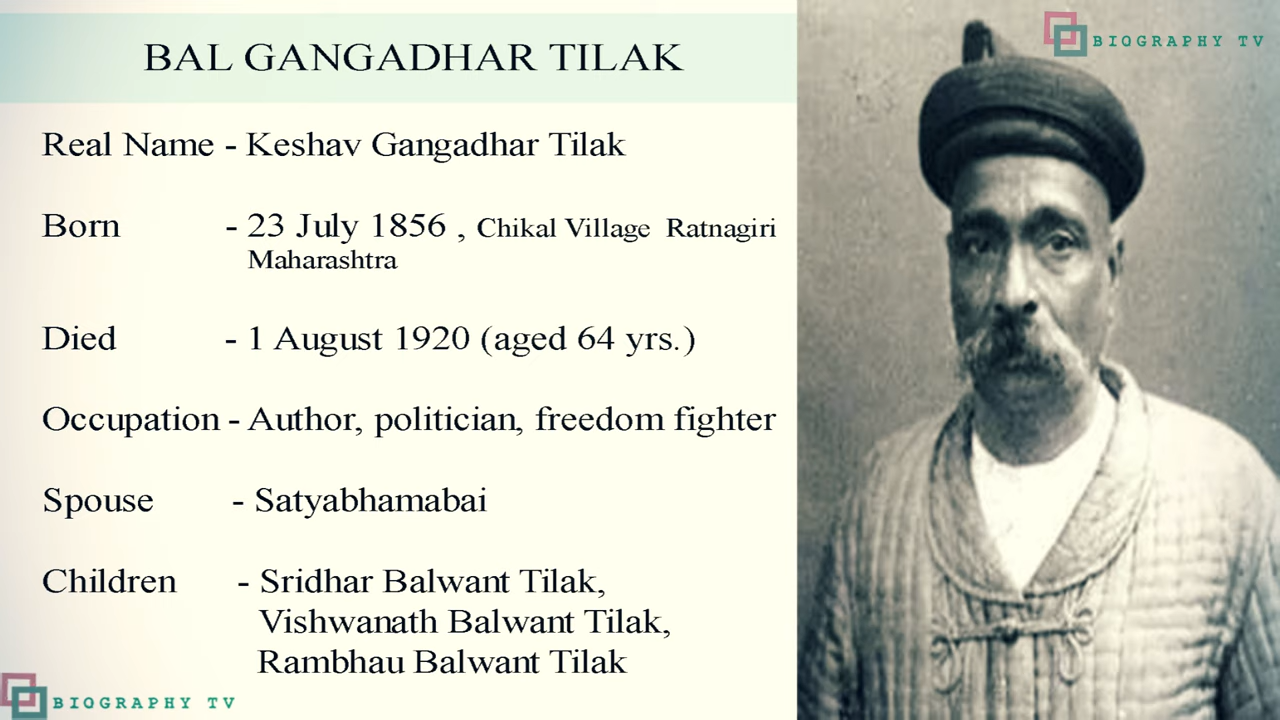 BAL GANGADHAR TILAK
BIOGRAPHY TV
Real Name - Keshav Gangadhar Tilak
Born - 23 July 1856 , Chikal Village Ratnagiri
Maharashtra
Died - 1 August 1920 (aged 64 yrs.)
Occupation - Author, politician, freedom fighter
Spouse - Satyabhamabai
Children - Sridhar Balwant Tilak,
Vishwanath Balwant Tilak,
Rambhau Balwant Tilak
BIOGRAPHY TV